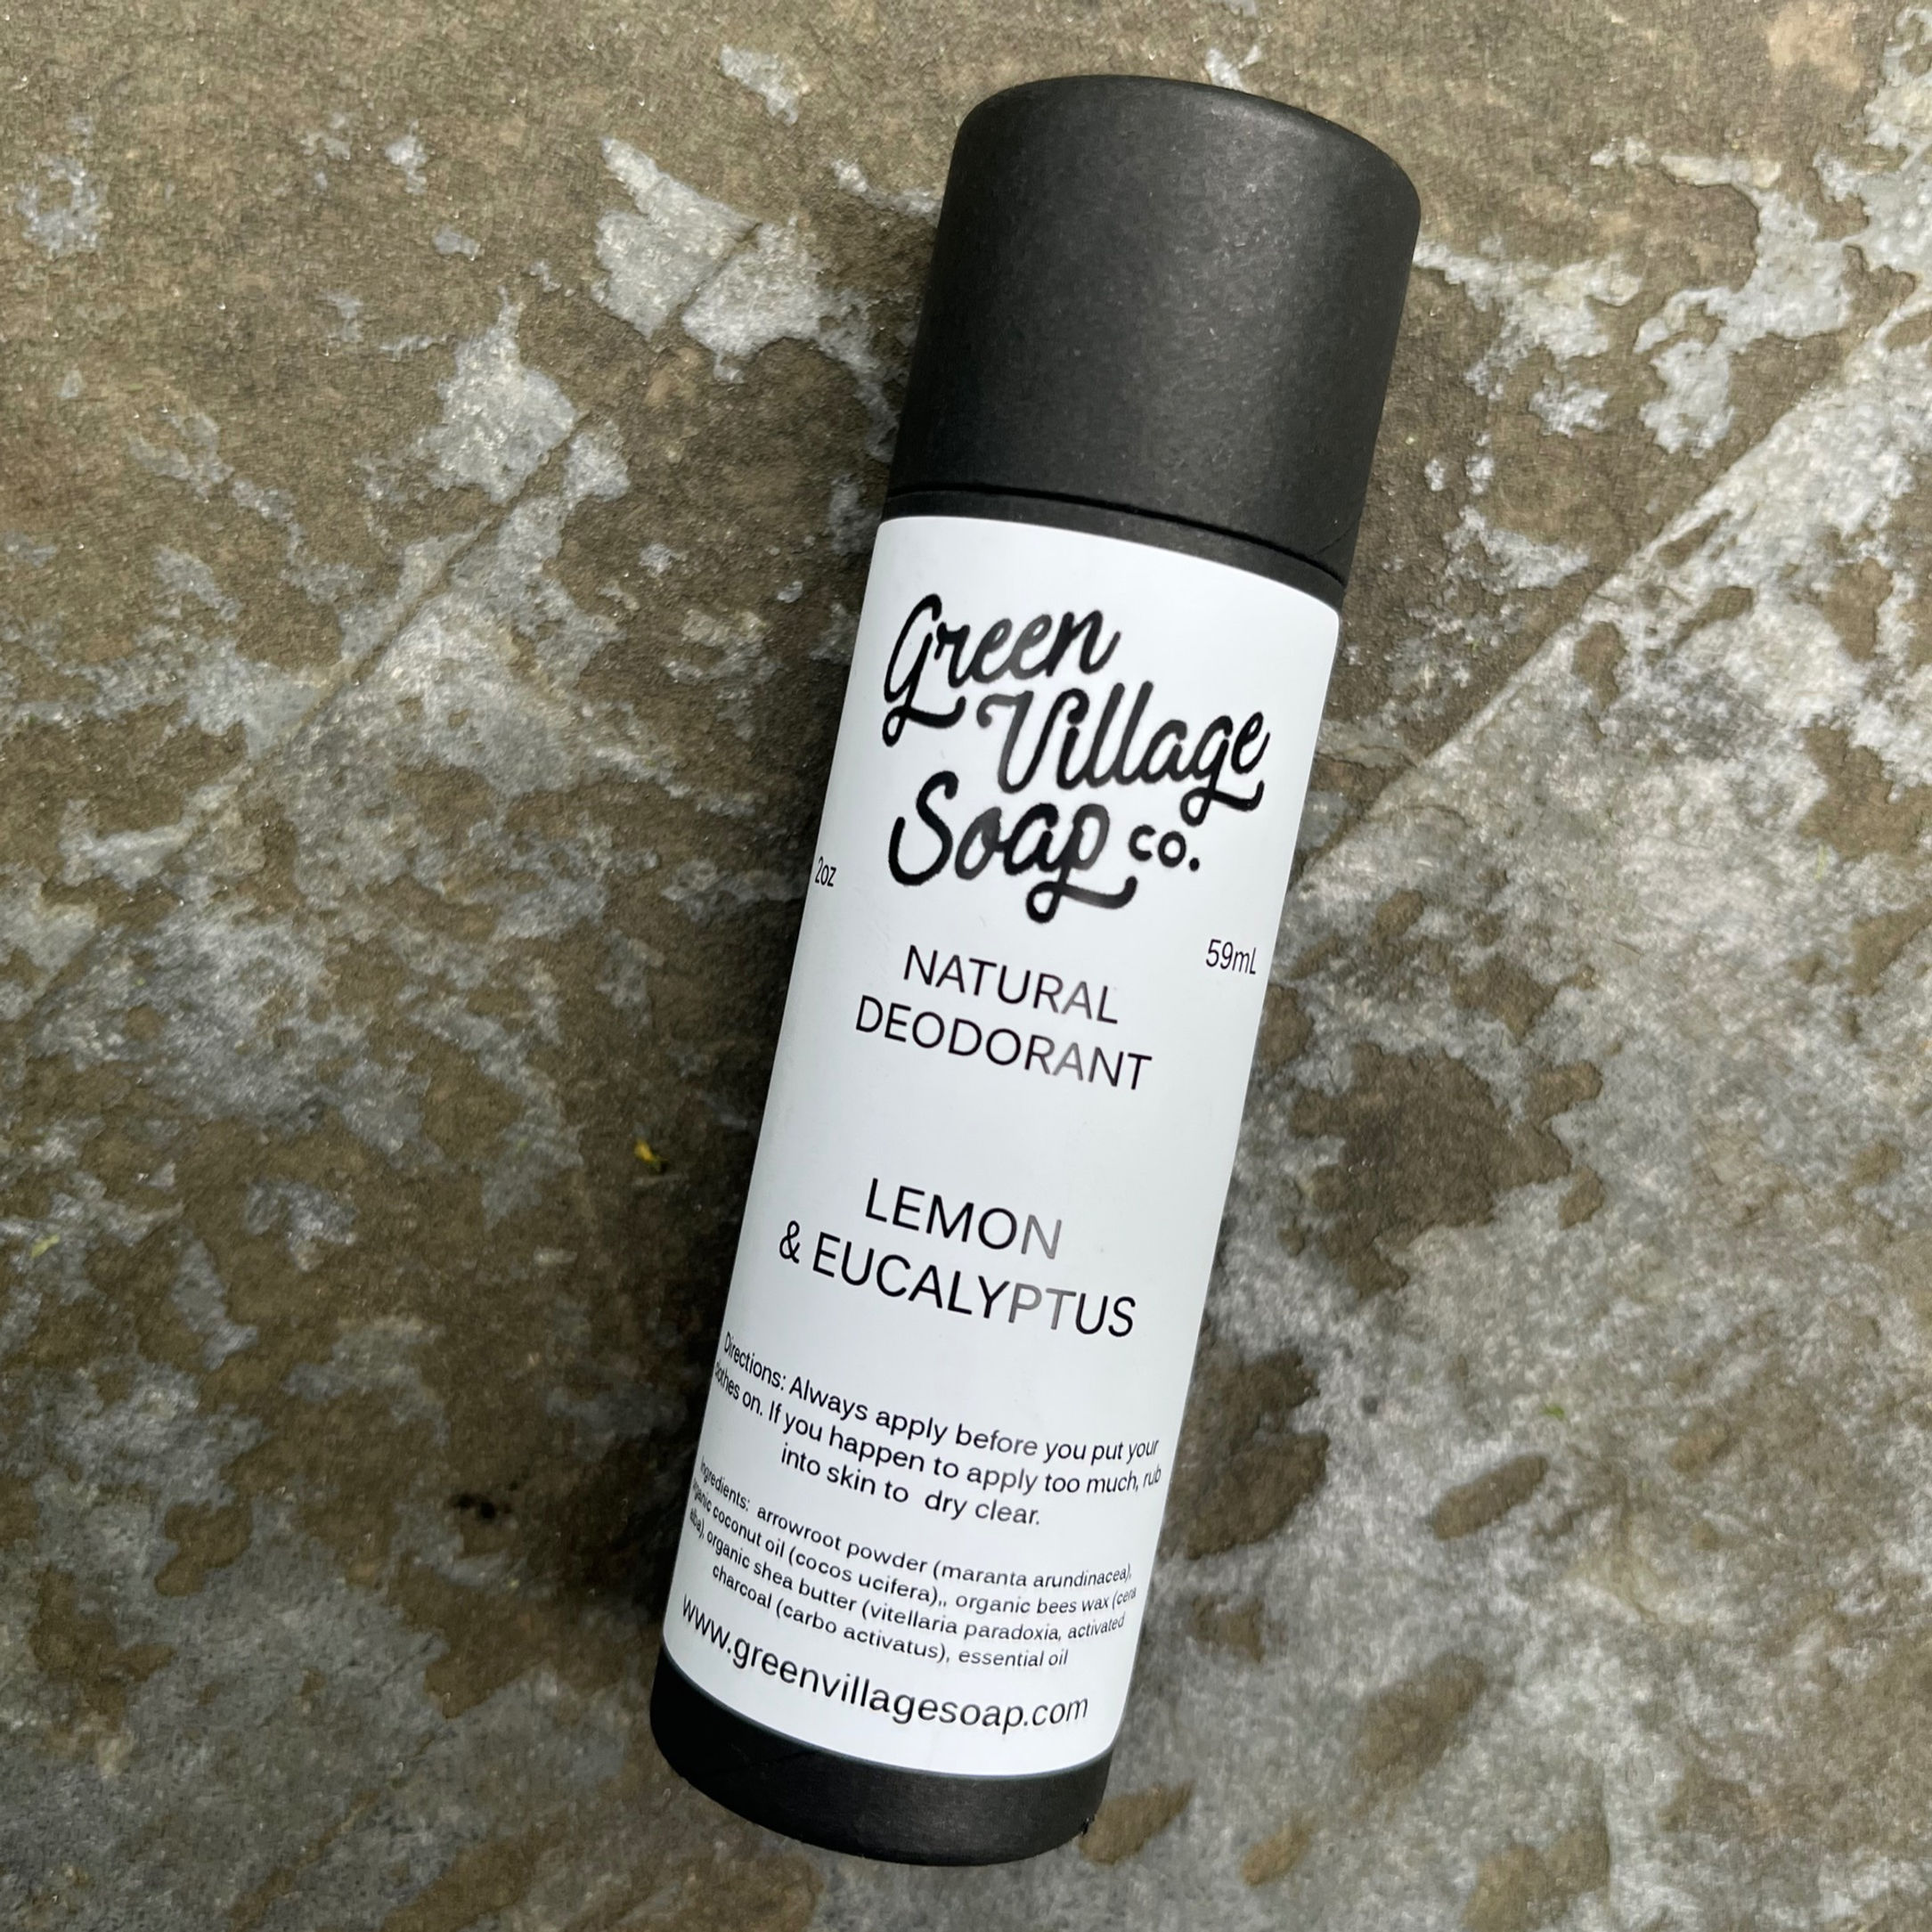 Green
Village
Soap co.
2oz
59mL
NATURAL
DEODORANT
LEMON
& EUCALYPTUS
Directions: Always apply before you put your
clothes on. If you happen to apply too much, rub
into skin to dry clear.
Ingredients: arrowroot powder (maranta arundinacea),
organic coconut oil (cocos ucifera),, organic bees wax (cera
alba), organic shea butter (vitellaria paradoxia, activated
charcoal (carbo activatus), essential oil
www.greenvillagesoap.com